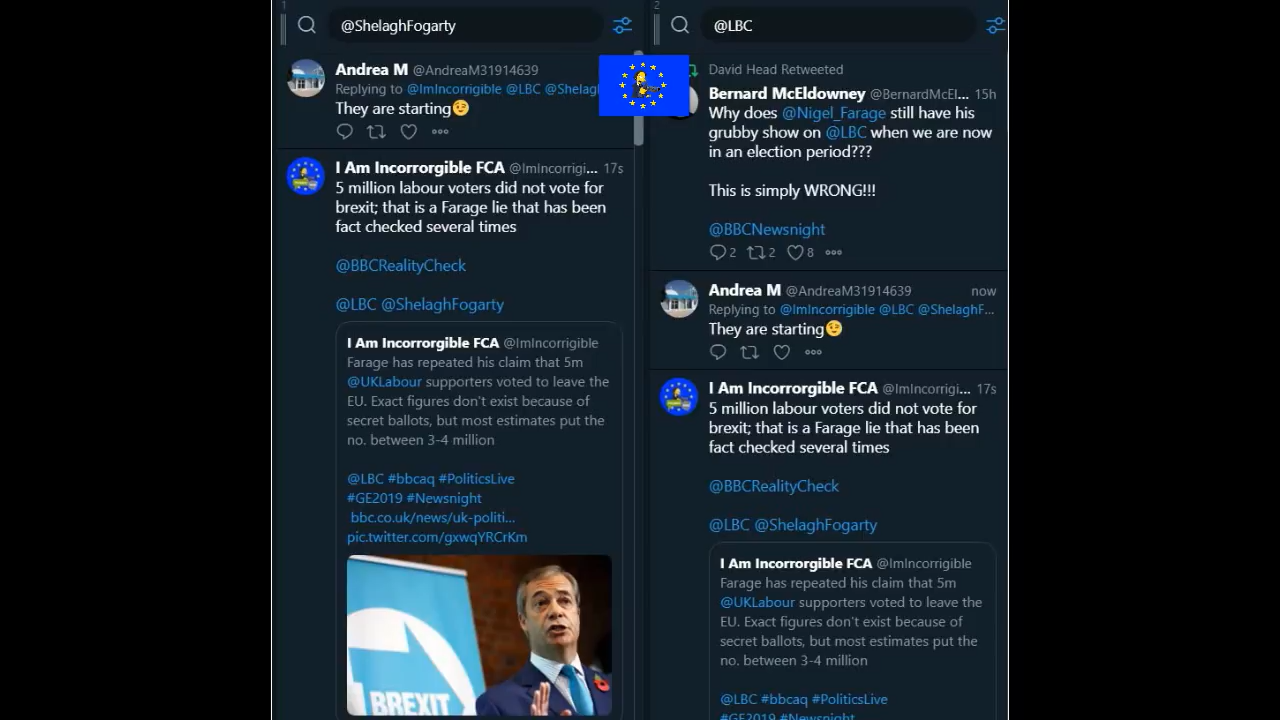 1
@ShelaghFogarty
Andrea M @AndreaM31914639
Replying to @ImIncorrigible @LBC @Shelag
They are starting😉
I Am Incorrorgible FCA @ImIncorrigi... 17s
5 million labour voters did not vote for
brexit; that is a Farage lie that has been
fact checked several times
@BBCRealityCheck
@LBC @ShelaghFogarty
I Am Incorrorgible FCA @ImIncorrigible
Farage has repeated his claim that 5m
@UKLabour supporters voted to leave the
EU. Exact figures don't exist because of
secret ballots, but most estimates put the
no. between 3-4 million
@LBC #bbcaq #PoliticsLive
#GE2019 #Newsnight
bbc.co.uk/news/uk-politi...
pic.twitter.com/gxwqYRCrKm
BREXIT
2
@LBC
David Head Retweeted
Bernard McEldowney @BernardMcEl... 15h
Why does @Nigel_Farage still have his
grubby show on @LBC when we are now
in an election period???
This is simply WRONG!!!
@BBCNewsnight
2 2 8
Andrea M @AndreaM31914639 now
Replying to @ImIncorrigible @LBC @ShelaghF...
They are starting😉
I Am Incorrorgible FCA @ImIncorrigi... 17s
5 million labour voters did not vote for
brexit; that is a Farage lie that has been
fact checked several times
@BBCRealityCheck
@LBC @ShelaghFogarty
I Am Incorrorgible FCA @ImIncorrigible
Farage has repeated his claim that 5m
@UKLabour supporters voted to leave the
EU. Exact figures don't exist because of
secret ballots, but most estimates put the
no. between 3-4 million
@LBC #bbcaq #PoliticsLive
#GE2019 #Newsnight